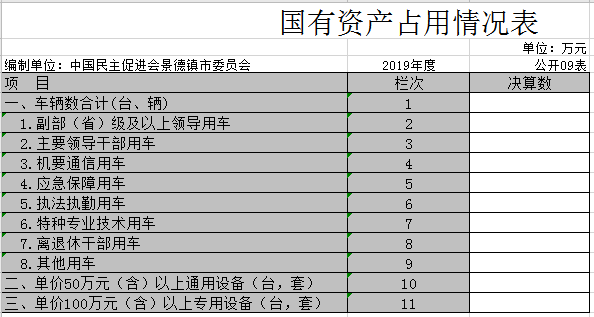 国有资产占用情况表
单位：万元
编制单位：中国民主促进会景德镇市委员会 2019年度 公开09表
项 目 栏次 决算数
一、车辆数合计(台、辆) 1
1.副部（省）级及以上领导用车 2
2.主要领导干部用车 3
3.机要通信用车 4
4.应急保障用车 5
5.执法执勤用车 6
6.特种专业技术用车 7
7.离退休干部用车 8
8.其他用车 9
二、单价50万元（含）以上通用设备（台，套） 10
三、单价100万元（含）以上专用设备（台，套） 11